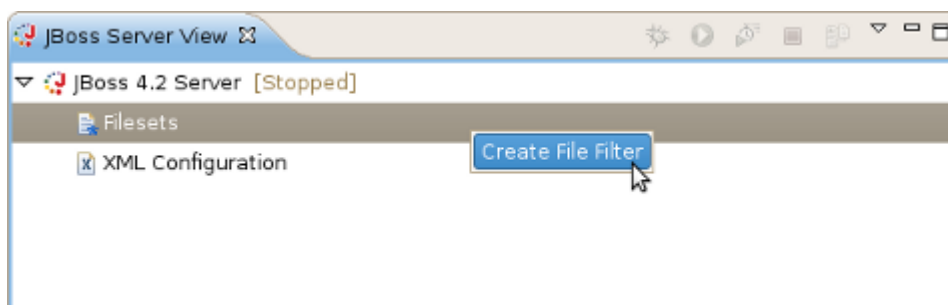 JBoss Server View
JBoss 4.2 Server [Stopped]
Filesets
Create File Filter
XML Configuration